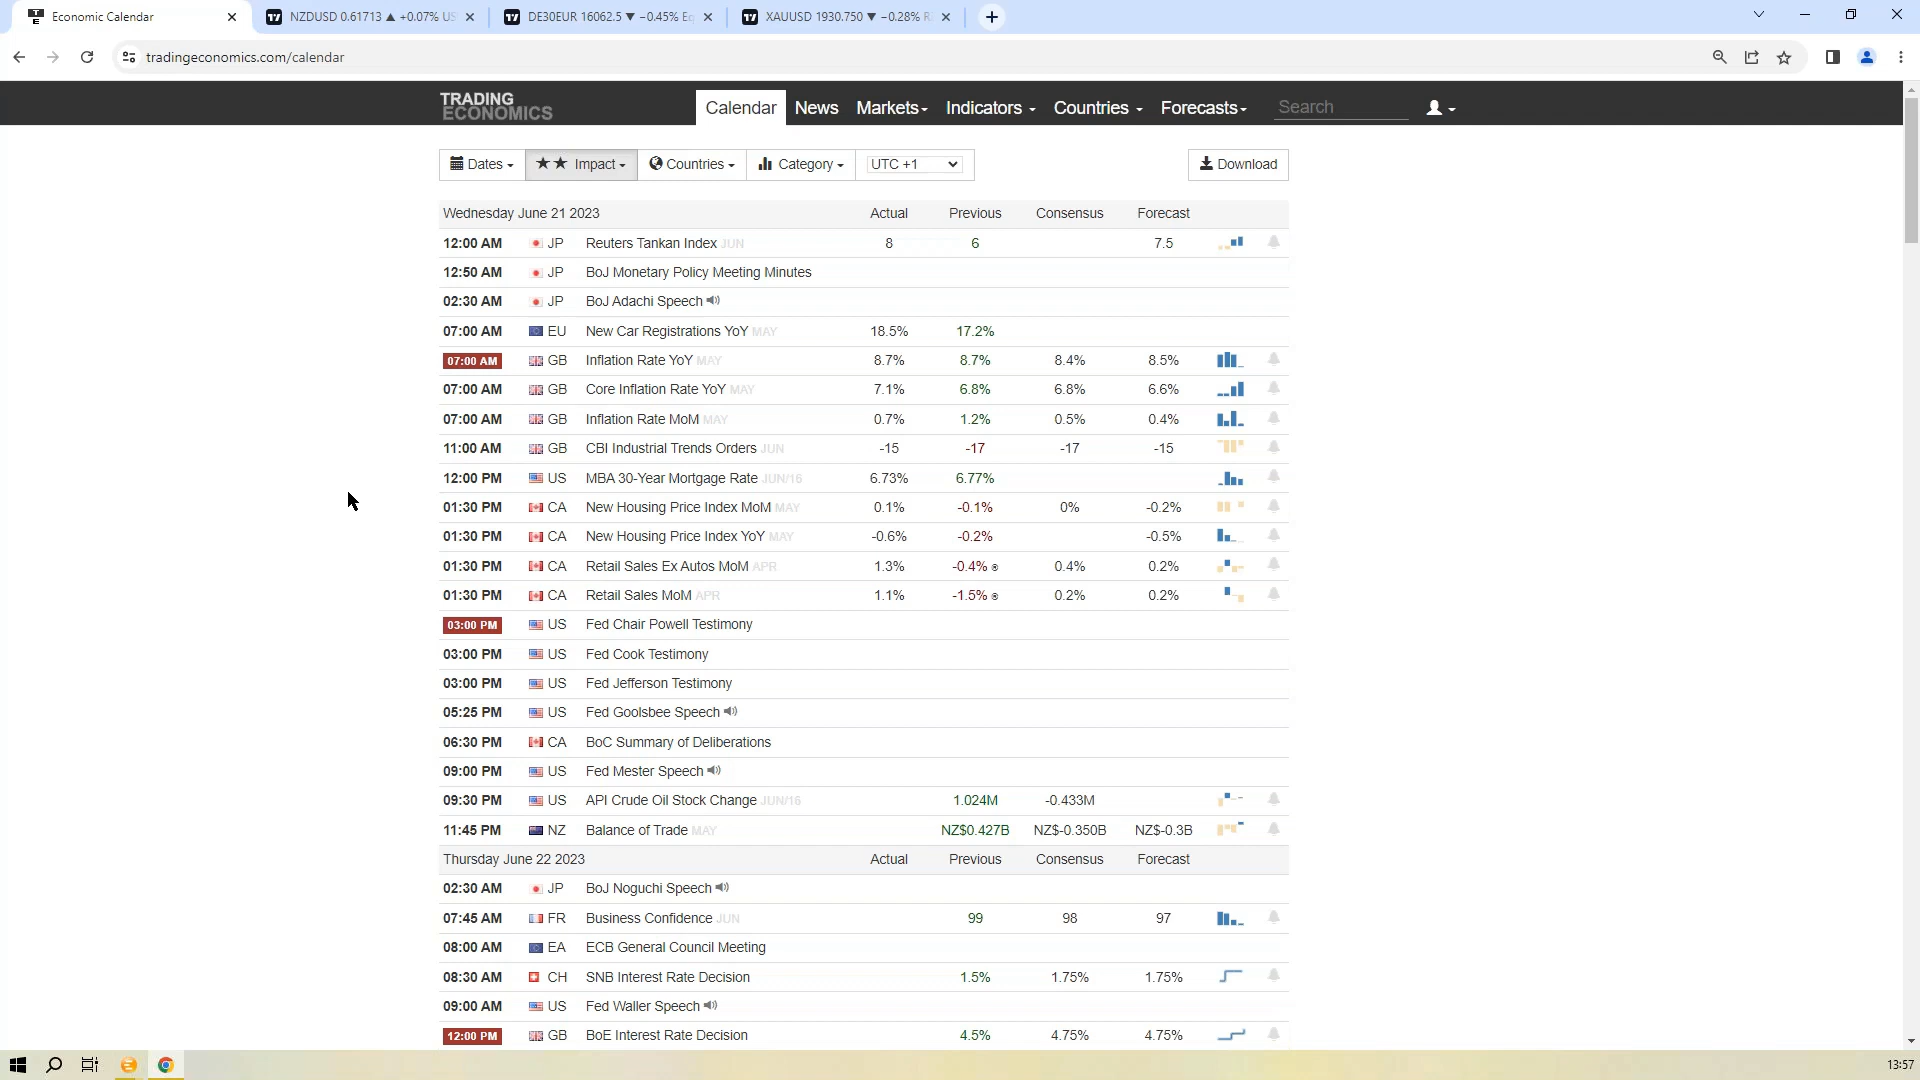 Economic Calendar
NZDUSD 0.61713 ▲ +0.07% US
DE30EUR 16062.5 ▼ −0.45% Eq
XAUUSD 1930.750 ▼ −0.28%
tradingeconomics.com/calendar
TRADING
ECONOMICS
Calendar News Markets Indicators Countries Forecasts Search
Dates ★★ Impact Countries Category UTC +1 Download
Wednesday June 21 2023 Actual Previous Consensus Forecast
12:00 AM JP Reuters Tankan Index JUN 8 6 7.5
12:50 AM JP BoJ Monetary Policy Meeting Minutes
02:30 AM JP BoJ Adachi Speech
07:00 AM EU New Car Registrations YoY MAY 18.5% 17.2%
07:00 AM GB Inflation Rate YoY MAY 8.7% 8.7% 8.4% 8.5%
07:00 AM GB Core Inflation Rate YoY MAY 7.1% 6.8% 6.8% 6.6%
07:00 AM GB Inflation Rate MoM MAY 0.7% 1.2% 0.5% 0.4%
11:00 AM GB CBI Industrial Trends Orders JUN -15 -17 -17 -15
12:00 PM US MBA 30-Year Mortgage Rate JUN/16 6.73% 6.77%
01:30 PM CA New Housing Price Index MoM MAY 0.1% -0.1% 0% -0.2%
01:30 PM CA New Housing Price Index YoY MAY -0.6% -0.2% -0.5%
01:30 PM CA Retail Sales Ex Autos MoM APR 1.3% -0.4% ® 0.4% 0.2%
01:30 PM CA Retail Sales MoM APR 1.1% -1.5% ® 0.2% 0.2%
03:00 PM US Fed Chair Powell Testimony
03:00 PM US Fed Cook Testimony
03:00 PM US Fed Jefferson Testimony
05:25 PM US Fed Goolsbee Speech
06:30 PM CA BoC Summary of Deliberations
09:00 PM US Fed Mester Speech
09:30 PM US API Crude Oil Stock Change JUN/16 1.024M -0.433M
11:45 PM NZ Balance of Trade MAY NZ$0.427B NZ$-0.350B NZ$-0.3B
Thursday June 22 2023 Actual Previous Consensus Forecast
02:30 AM JP BoJ Noguchi Speech
07:45 AM FR Business Confidence JUN 99 98 97
08:00 AM EA ECB General Council Meeting
08:30 AM CH SNB Interest Rate Decision 1.5% 1.75% 1.75%
09:00 AM US Fed Waller Speech
12:00 PM GB BoE Interest Rate Decision 4.5% 4.75% 4.75%
13:57